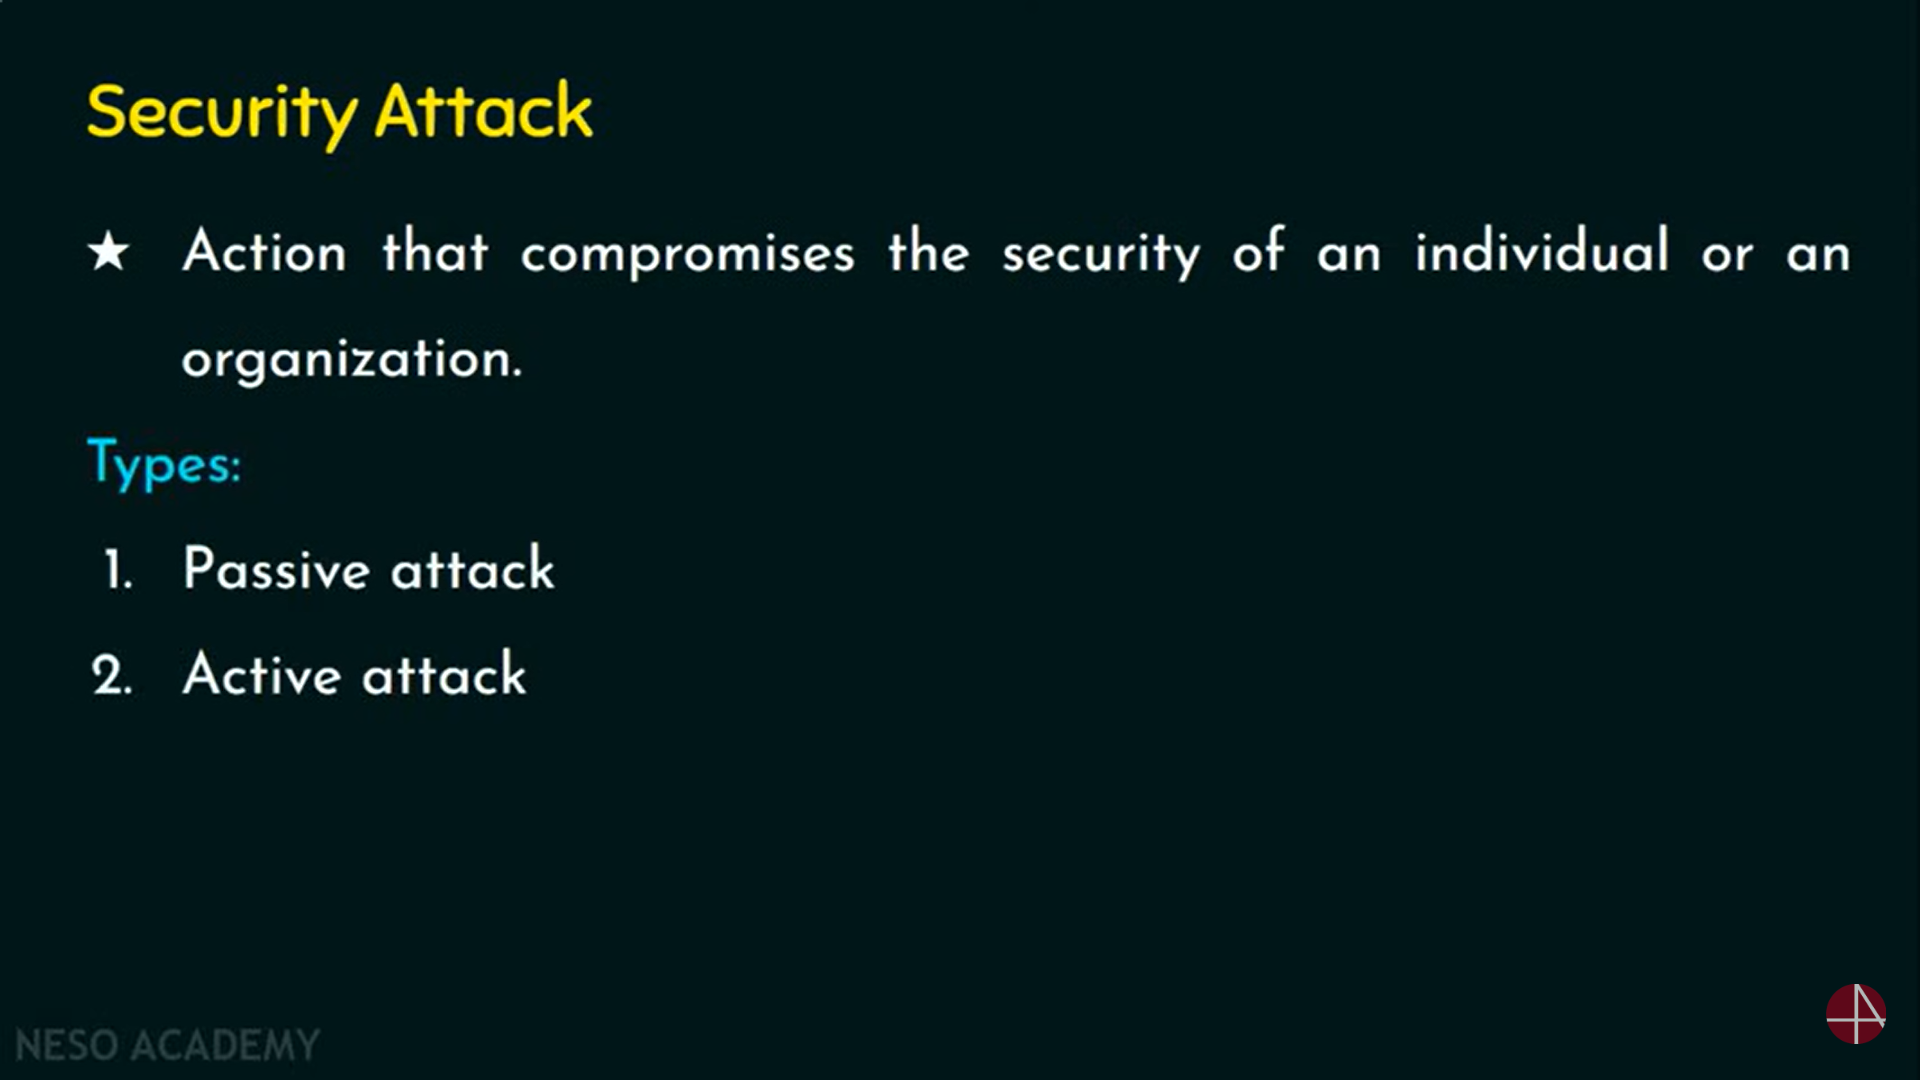 Security Attack
★ Action that compromises the security of an individual or an
organization.
Types:
1. Passive attack
2. Active attack
NESO ACADEMY